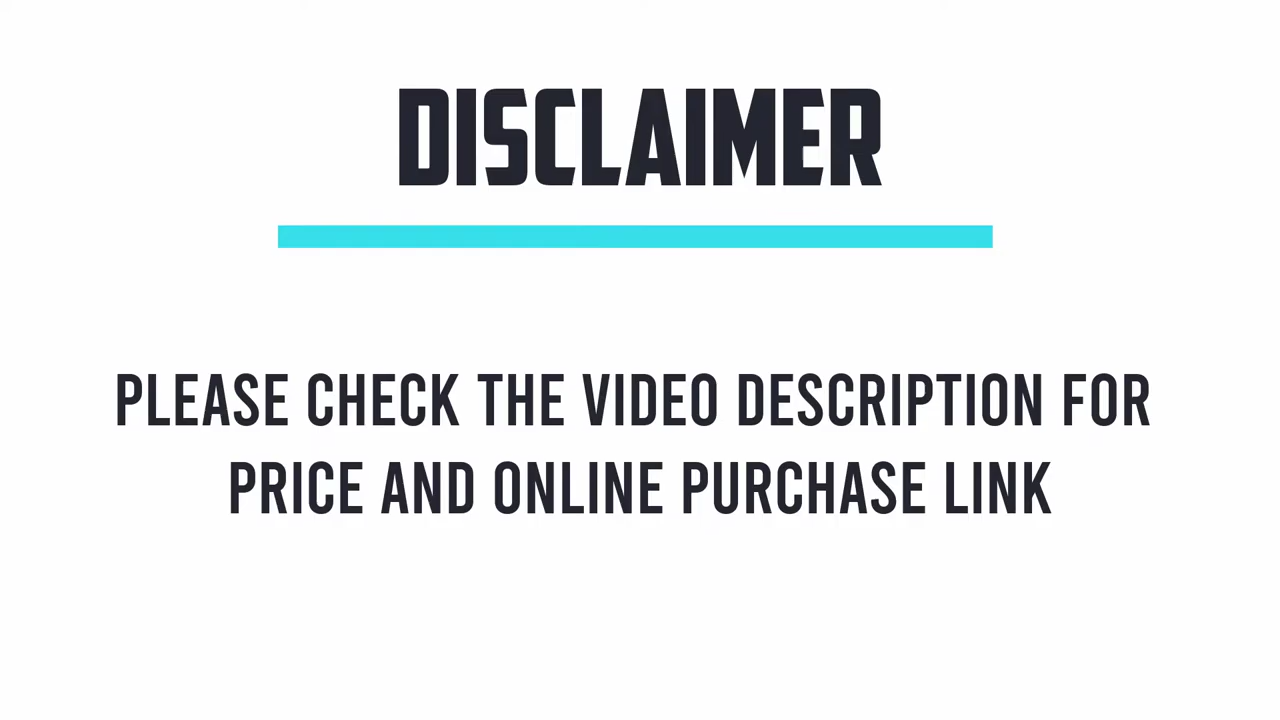 DISCLAIMER
PLEASE CHECK THE VIDEO DESCRIPTION FOR
PRICE AND ONLINE PURCHASE LINK